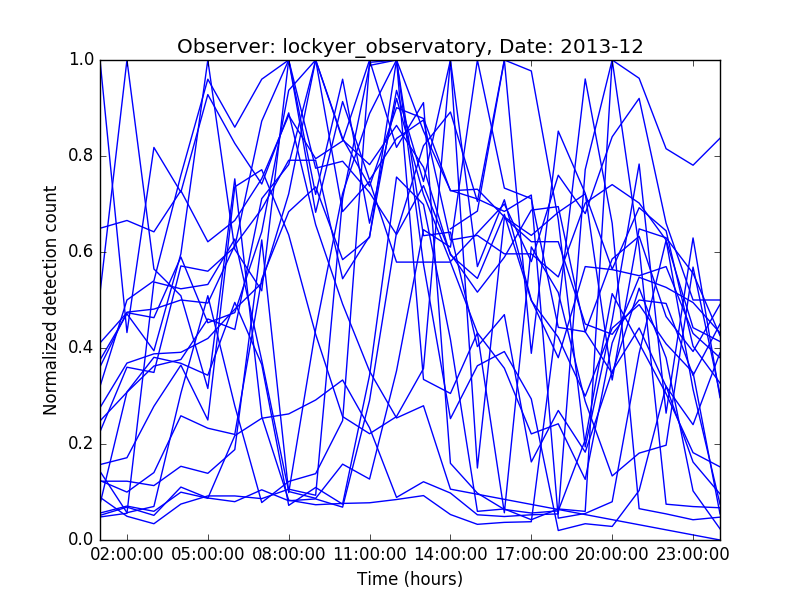 Observer: lockyer_observatory, Date: 2013-12
Normalized detection count
1.0
0.8
0.6
0.4
0.2
0.0
02:00:00 05:00:00 08:00:00 11:00:00 14:00:00 17:00:00 20:00:00 23:00:00
Time (hours)